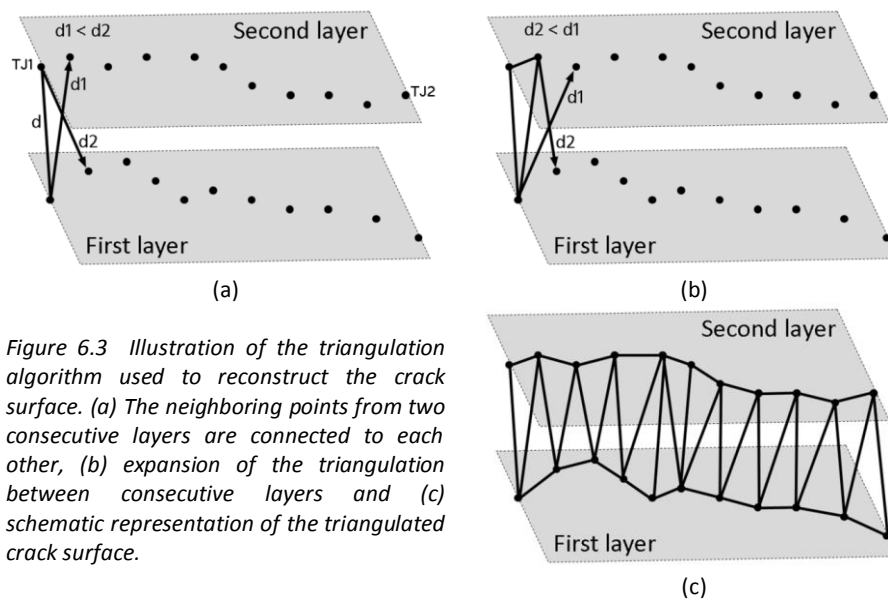 d1 < d2
Second layer
TJ1
d1
TJ2
d
d2
First layer
(a)
d2 < d1
Second layer
d1
d2
First layer
(b)
Figure 6.3 Illustration of the triangulation
algorithm used to reconstruct the crack
surface. (a) The neighboring points from two
consecutive layers are connected to each
other, (b) expansion of the triangulation
between consecutive layers and (c)
schematic representation of the triangulated
crack surface.
Second layer
First layer
(c)